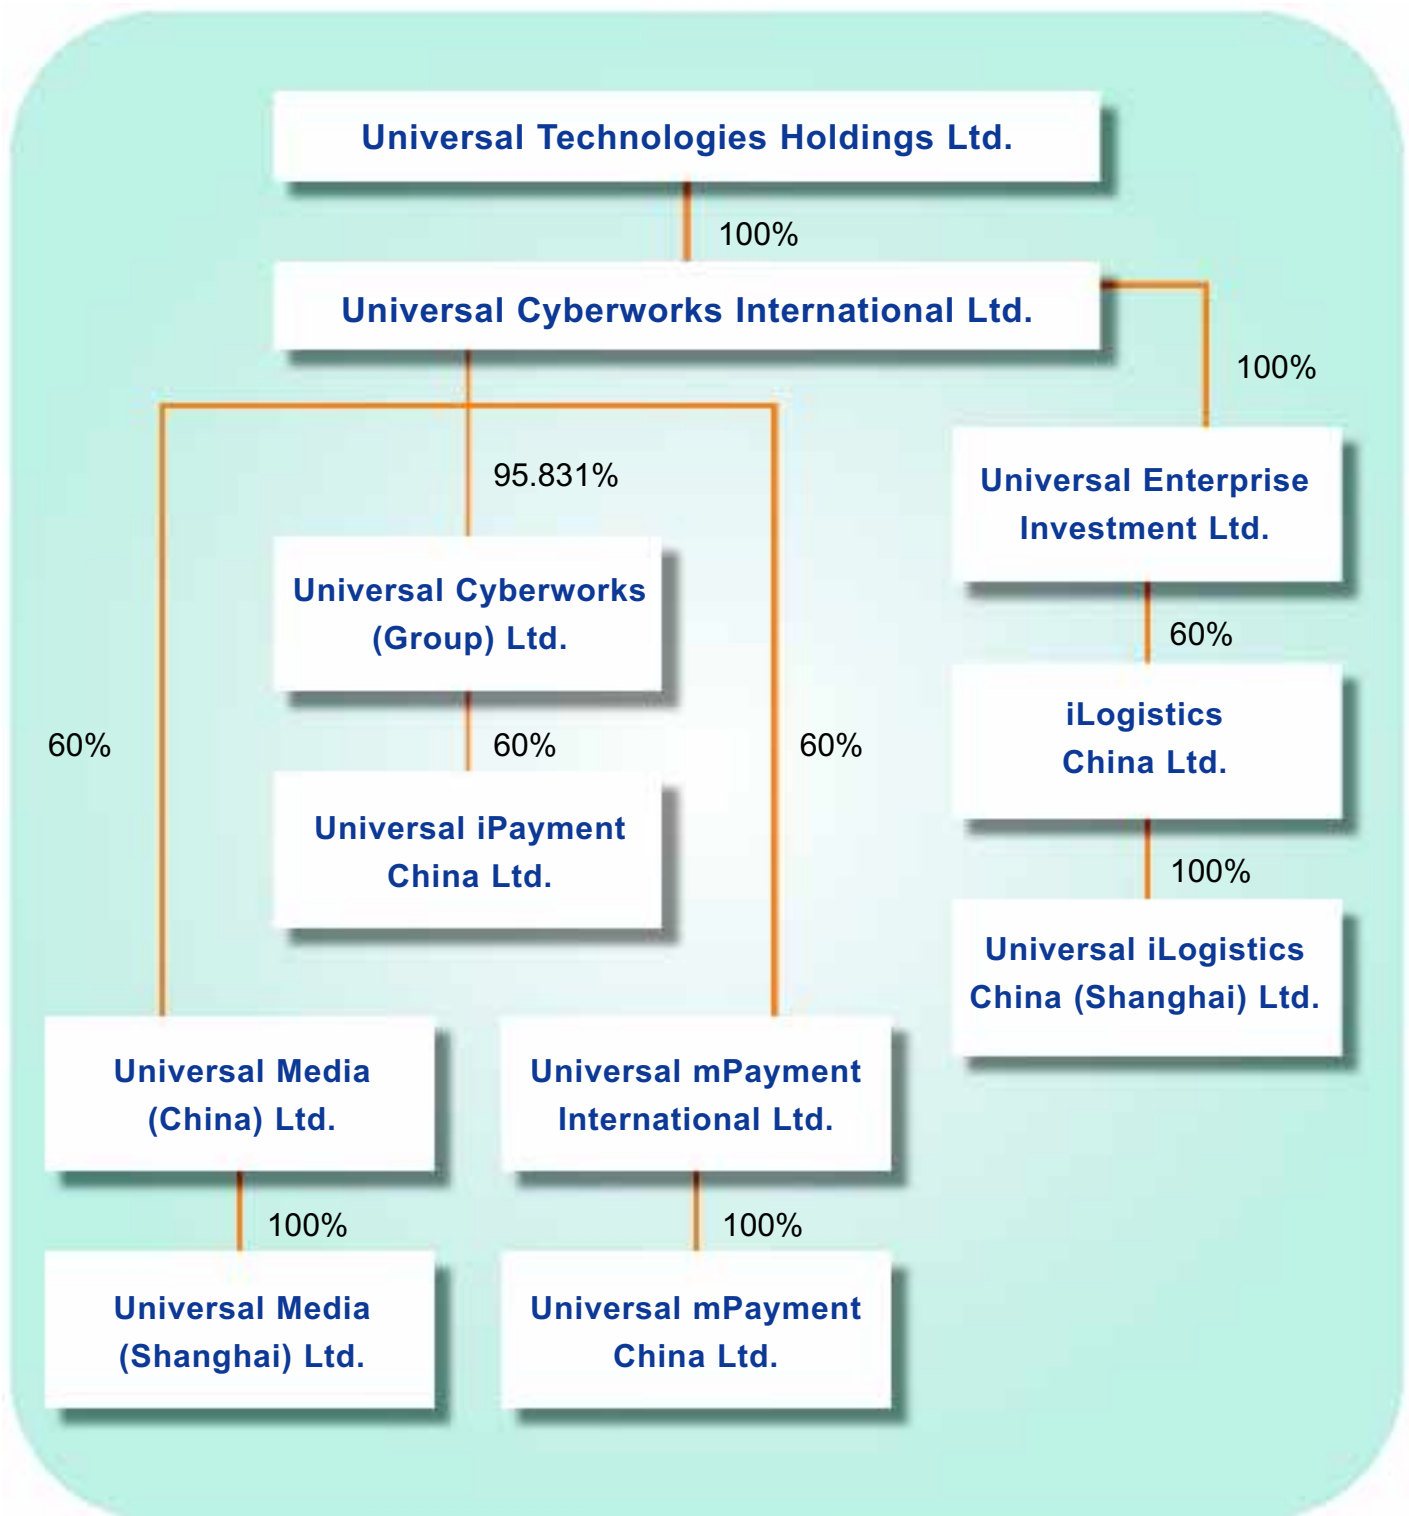 Universal Technologies Holdings Ltd.
100%
Universal Cyberworks International Ltd.
100%
95.831%
Universal Enterprise
Investment Ltd.
Universal Cyberworks
(Group) Ltd.
60%
iLogistics
China Ltd.
60%
60%
60%
Universal iPayment
China Ltd.
100%
Universal iLogistics
China (Shanghai) Ltd.
Universal Media
(China) Ltd.
Universal mPayment
International Ltd.
100%
100%
Universal Media
(Shanghai) Ltd.
Universal mPayment
China Ltd.